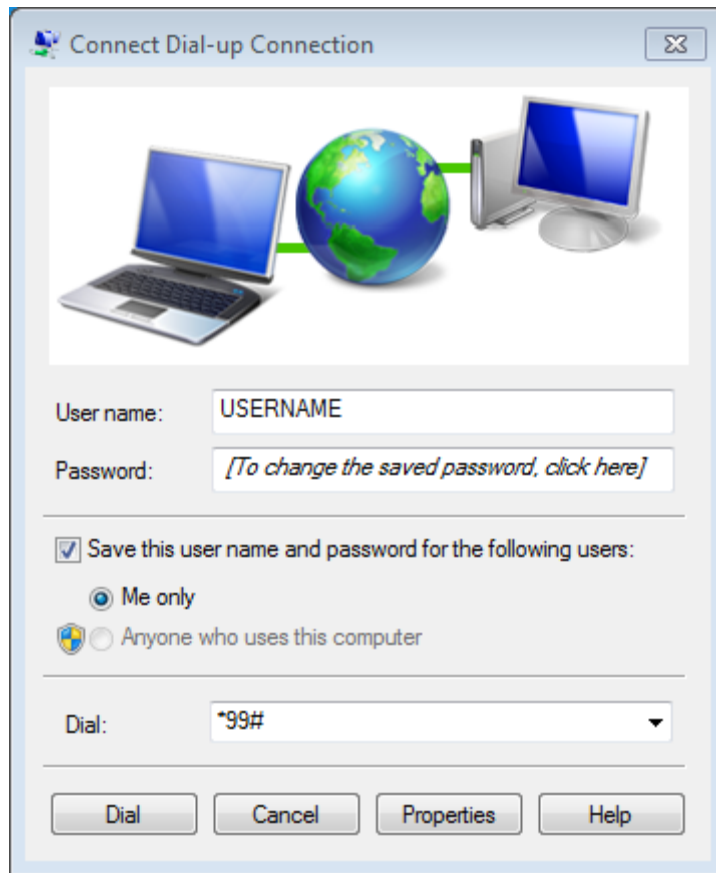 Connect Dial-up Connection
User name:
USERNAME
Password:
[To change the saved password, click here]
Save this user name and password for the following users:
Me only
Anyone who uses this computer
Dial:
*99#
Dial
Cancel
Properties
Help